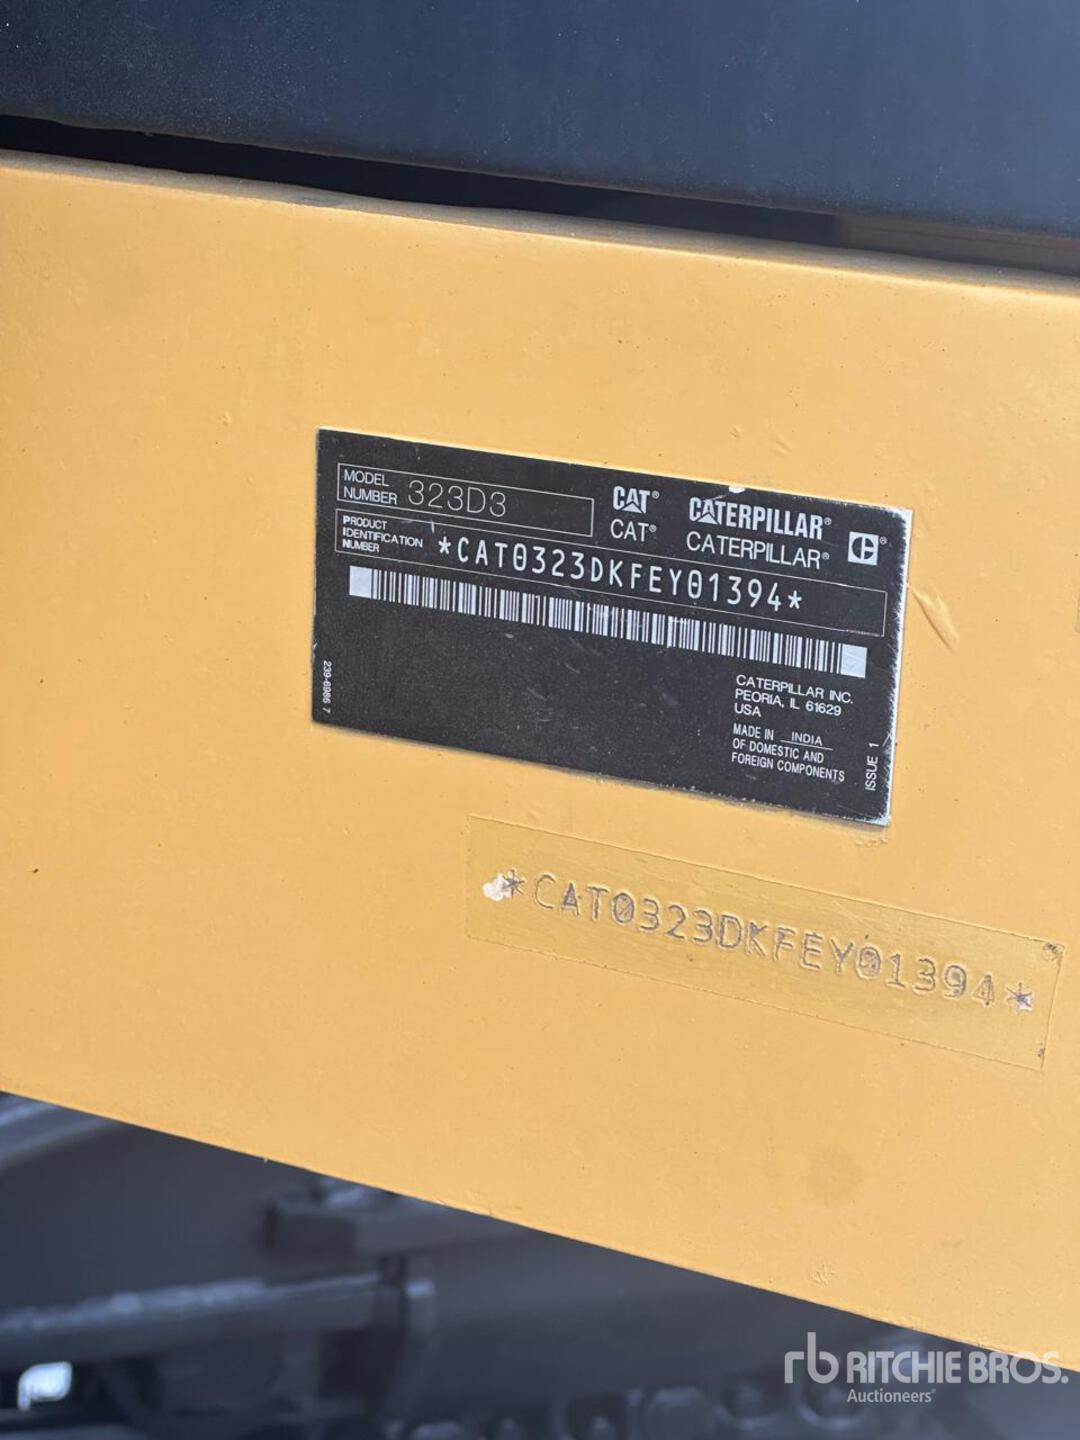 MODEL NUMBER 323D3
CAT® CATERPILLAR®
CAT® CATERPILLAR®
PRODUCT IDENTIFICATION NUMBER *CAT0323DKFEY01394*
239-6986 7
CATERPILLAR INC.
PEORIA, IL 61629
USA
MADE IN INDIA
OF DOMESTIC AND
FOREIGN COMPONENTS
ISSUE 1
*CAT0323DKFEY01394*
rb RITCHIE BROS.
Auctioneers®